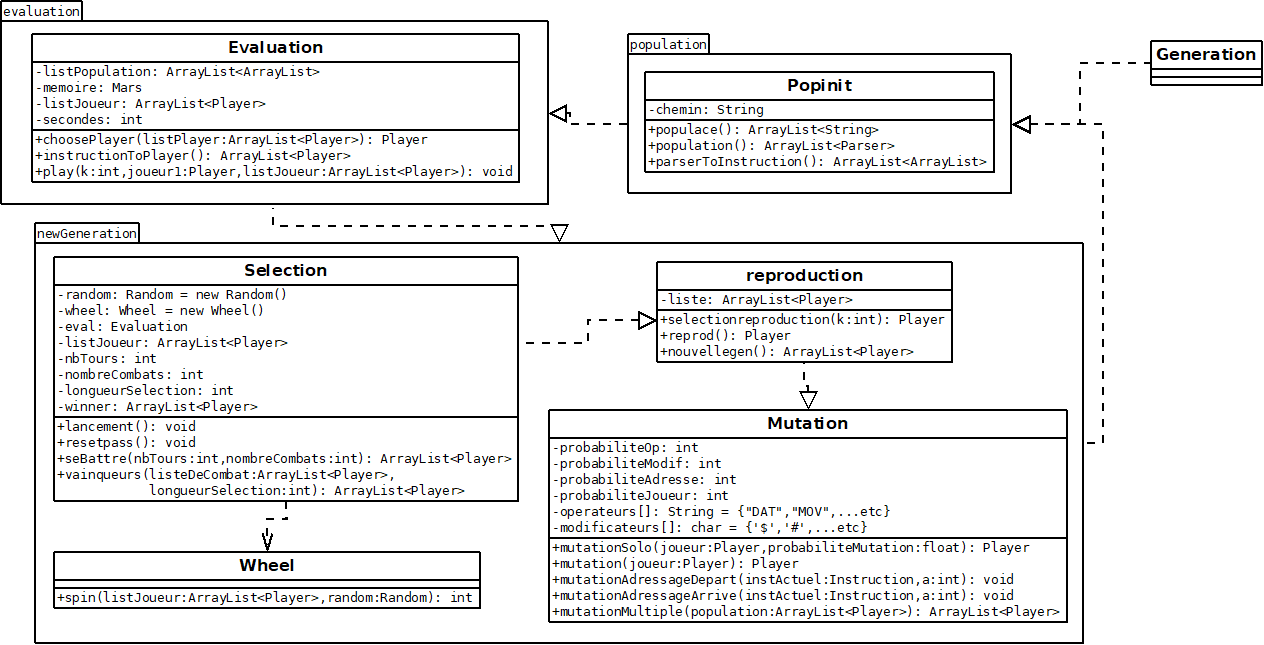 evaluation
Evaluation
-listPopulation: ArrayList<ArrayList>
-memoire: Mars
-listJoueur: ArrayList<Player>
-secondes: int
+choosePlayer(listPlayer:ArrayList<Player>): Player
+instructionToPlayer(): ArrayList<Player>
+play(k:int,joueur1:Player,listJoueur:ArrayList<Player>): void
population
Popinit
-chemin: String
+populace(): ArrayList<String>
+population(): ArrayList<Parser>
+parserToInstruction(): ArrayList<ArrayList>
Generation
newGeneration
Selection
-random: Random = new Random()
-wheel: Wheel = new Wheel()
-eval: Evaluation
-listJoueur: ArrayList<Player>
-nbTours: int
-nombreCombats: int
-longueurSelection: int
-winner: ArrayList<Player>
+lancement(): void
+resetpass(): void
+seBattre(nbTours:int,nombreCombats:int): ArrayList<Player>
+vainqueurs(listeDeCombat:ArrayList<Player>,
longueurSelection:int): ArrayList<Player>
reproduction
-liste: ArrayList<Player>
+selectionreproduction(k:int): Player
+reprod(): Player
+nouvellegen(): ArrayList<Player>
Mutation
-probabiliteOp: int
-probabiliteModif: int
-probabiliteAdresse: int
-probabiliteJoueur: int
-operateurs[]: String = {"DAT","MOV",...etc}
-modificateurs[]: char = {'$','#',...etc}
+mutationSolo(joueur:Player,probabiliteMutation:float): Player
+mutation(joueur:Player): Player
+mutationAdressageDepart(instActuel:Instruction,a:int): void
+mutationAdressageArrive(instActuel:Instruction,a:int): void
+mutationMultiple(population:ArrayList<Player>): ArrayList<Player>
Wheel
+spin(listJoueur:ArrayList<Player>,random:Random): int